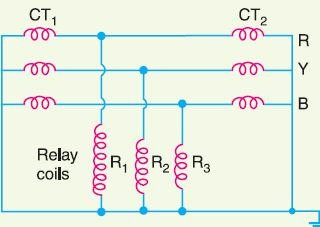 CT1 CT2
R
Y
B
Relay
coils
R1 R2 R3